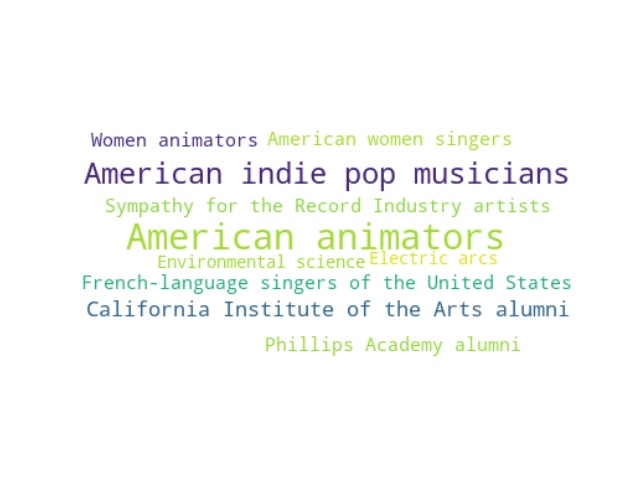 Women animators American women singers
American indie pop musicians
Sympathy for the Record Industry artists
American animators
Environmental science Electric arcs
French-language singers of the United States
California Institute of the Arts alumni
Phillips Academy alumni